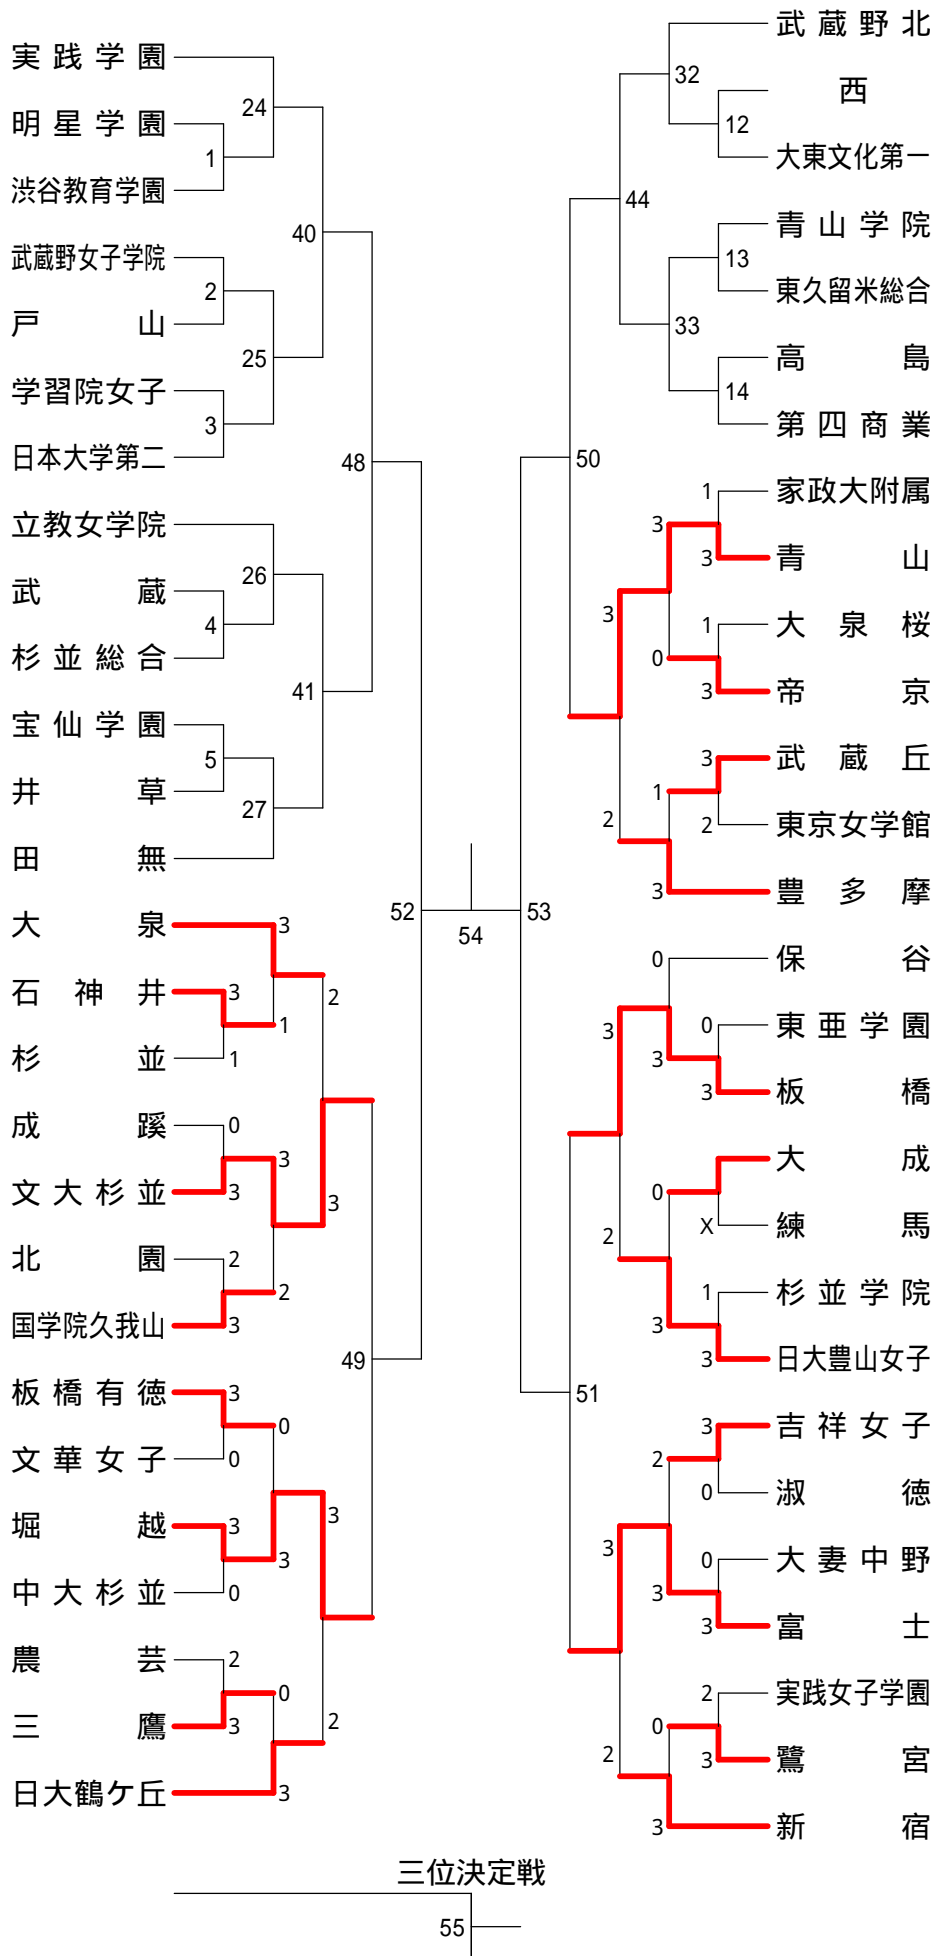 実践学園
24
明星学園
1
渋谷教育学園
40
武蔵野女子学院
2
戸山
25
学習院女子
3
日本大学第二
48
立教女学院
26
武蔵
4
杉並総合
41
宝仙学園
5
井草
27
田無
52
大泉
3
石神井
3
2
1
杉並
1
成蹊
0
3
文大杉並
3
3
北園
2
2
国学院久我山
3
49
板橋有徳
3
0
文華女子
0
堀越
3
3
3
中大杉並
0
農芸
2
0
三鷹
3
2
日大鶴ケ丘
3
54
武蔵野北
32
西
12
大東文化第一
44
青山学院
13
東久留米総合
33
高島
14
第四商業
50
1
家政大附属
3
3
青山
3
1
大泉桜
0
3
帝京
3
武蔵丘
1
2
2
東京女学館
3
豊多摩
53
0
保谷
3
0
東亜学園
3
3
板橋
大成
0
X
練馬
2
1
杉並学院
3
3
日大豊山女子
51
3
吉祥女子
2
0
淑徳
3
0
大妻中野
3
3
富士
2
実践女子学園
0
2
3
鷺宮
3
新宿
三位決定戦
55